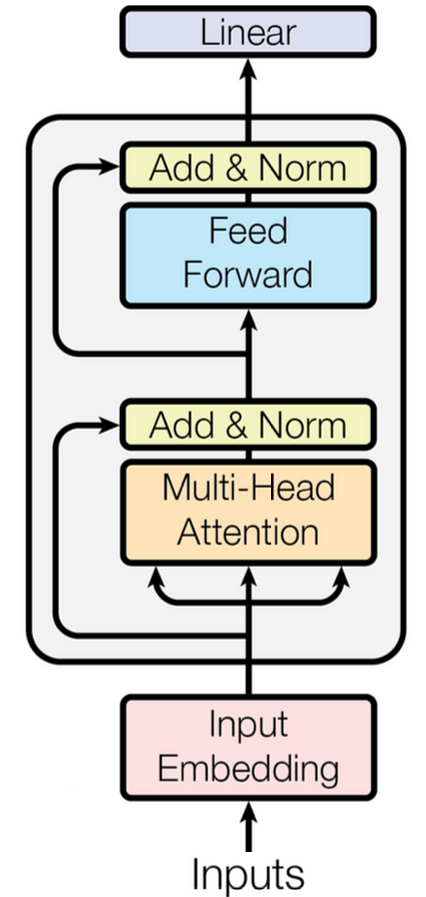 Linear
Add & Norm
Feed
Forward
Add & Norm
Multi-Head
Attention
Input
Embedding
Inputs